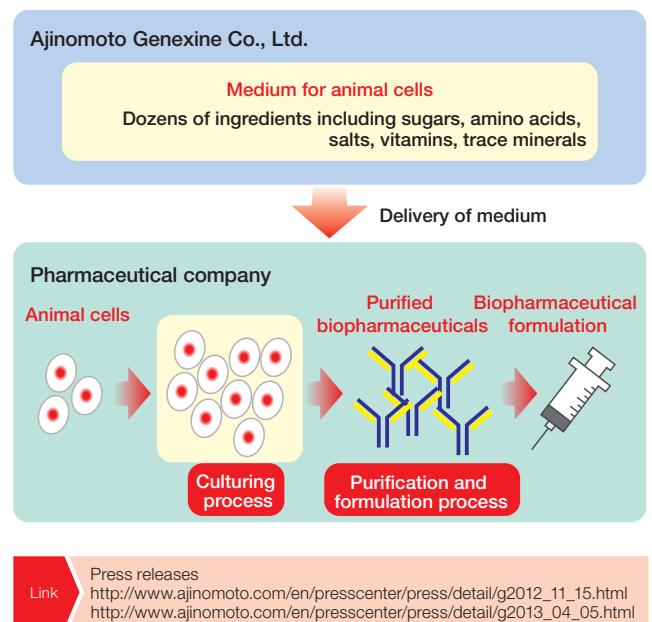 Ajinomoto Genexine Co., Ltd.
Medium for animal cells
Dozens of ingredients including sugars, amino acids,
salts, vitamins, trace minerals
Delivery of medium
Pharmaceutical company
Animal cells
Purified
biopharmaceuticals
Biopharmaceutical
formulation
Culturing
process
Purification and
formulation process
Link
Press releases
http://www.ajinomoto.com/en/presscenter/press/detail/g2012_11_15.html
http://www.ajinomoto.com/en/presscenter/press/detail/g2013_04_05.html